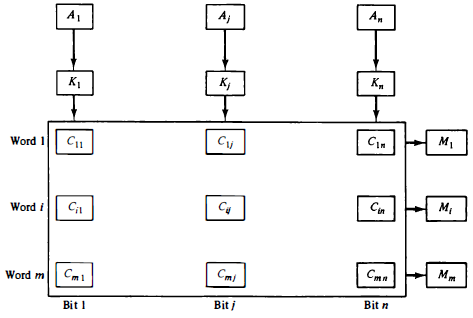 A₁ Aⱼ Aₙ
K₁ Kⱼ Kₙ
Word 1 C₁₁ C₁ⱼ C₁ₙ M₁
Word i Cᵢ₁ Cᵢⱼ Cᵢₙ Mᵢ
Word m Cₘ₁ Cₘⱼ Cₘₙ Mₘ
Bit 1 Bit j Bit n